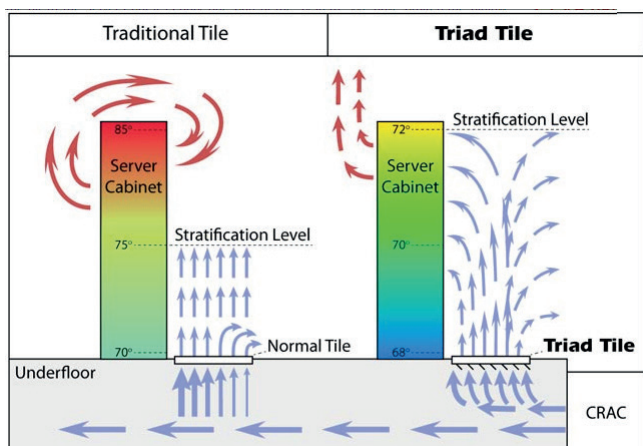 Traditional Tile
Triad Tile
85°
Server
Cabinet
75°
70°
Stratification Level
Normal Tile
72°
Server
Cabinet
70°
68°
Stratification Level
Triad Tile
Underfloor
CRAC